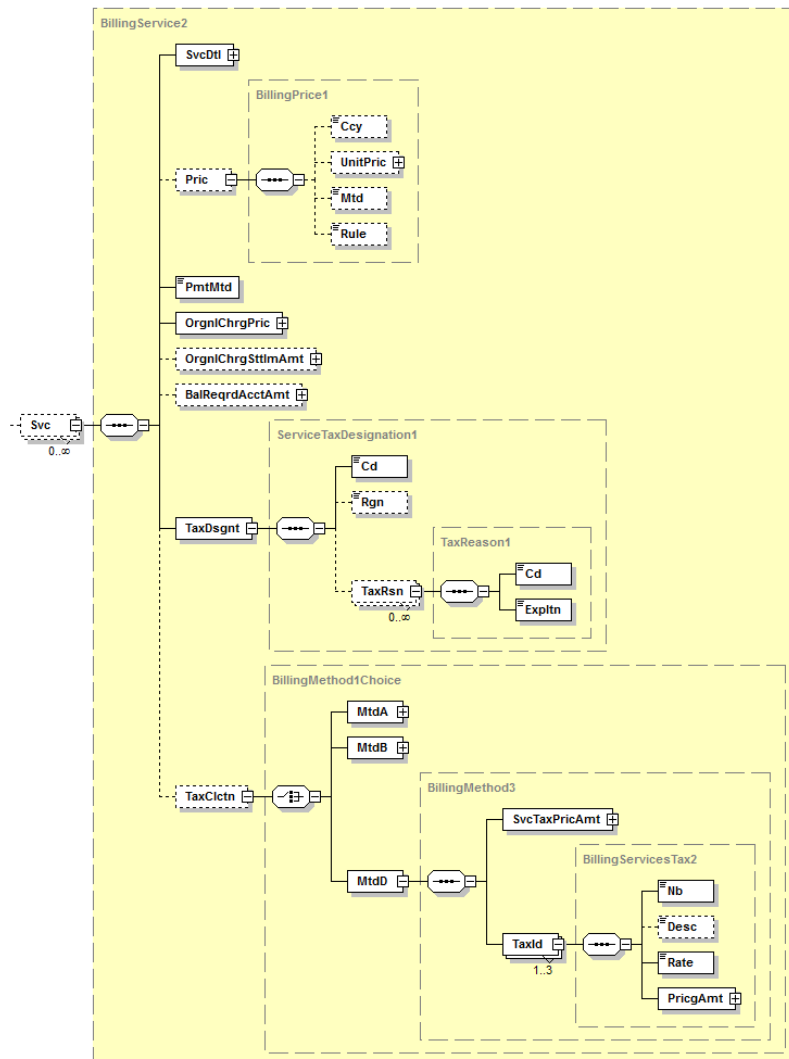 BillingService2
SvcDtl
BillingPrice1
Ccy
UnitPric
Pric
Mtd
Rule
PmtMtd
OrgnlChrgPric
OrgnlChrgSttlmAmt
BalReqrdAcctAmt
Svc
0..∞
ServiceTaxDesignation1
Cd
Rgn
TaxDsgnt
TaxReason1
Cd
TaxRsn
0..∞
Expltn
BillingMethod1Choice
MtdA
MtdB
BillingMethod3
TaxClctn
SvcTaxPricAmt
BillingServicesTax2
MtdD
Nb
Desc
TaxId
1..3
Rate
PricgAmt